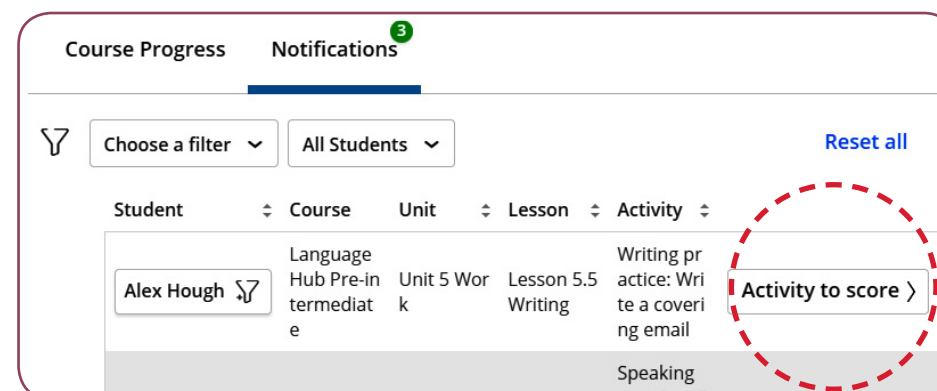 Course Progress Notifications 3
Choose a filter All Students Reset all
Student Course Unit Lesson Activity
Alex Hough
Language
Hub Pre-in
termediat
e
Unit 5 Wor
k
Lesson 5.5
Writing
Writing pr
actice: Wri
te a coveri
ng email
Activity to score
Speaking